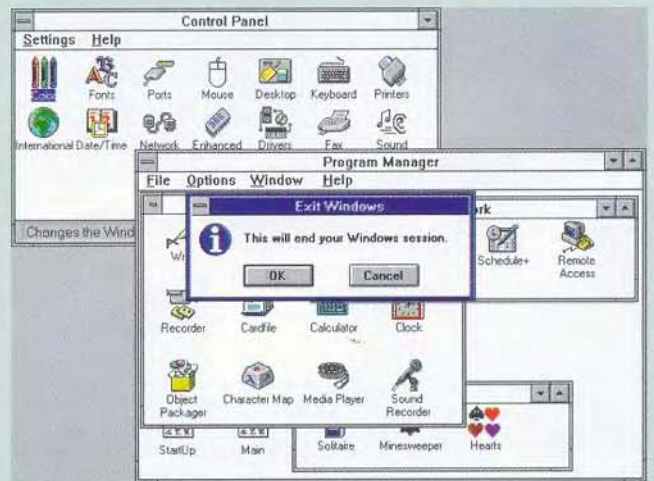 Control Panel
Settings Help
Color Fonts Ports Mouse Desktop Keyboard Printers
International Date/Time Network Enhanced Drivers Fax Sound
Changes the Wind
Program Manager
File Options Window Help
Exit Windows
This will end your Windows session.
OK Cancel
rk
Schedule+ Remote Access
Wr
Recorder Cardfile Calculator Clock
Object Packager Character Map Media Player Sound Recorder
StartUp Main
Solitaire Minesweeper Hearts